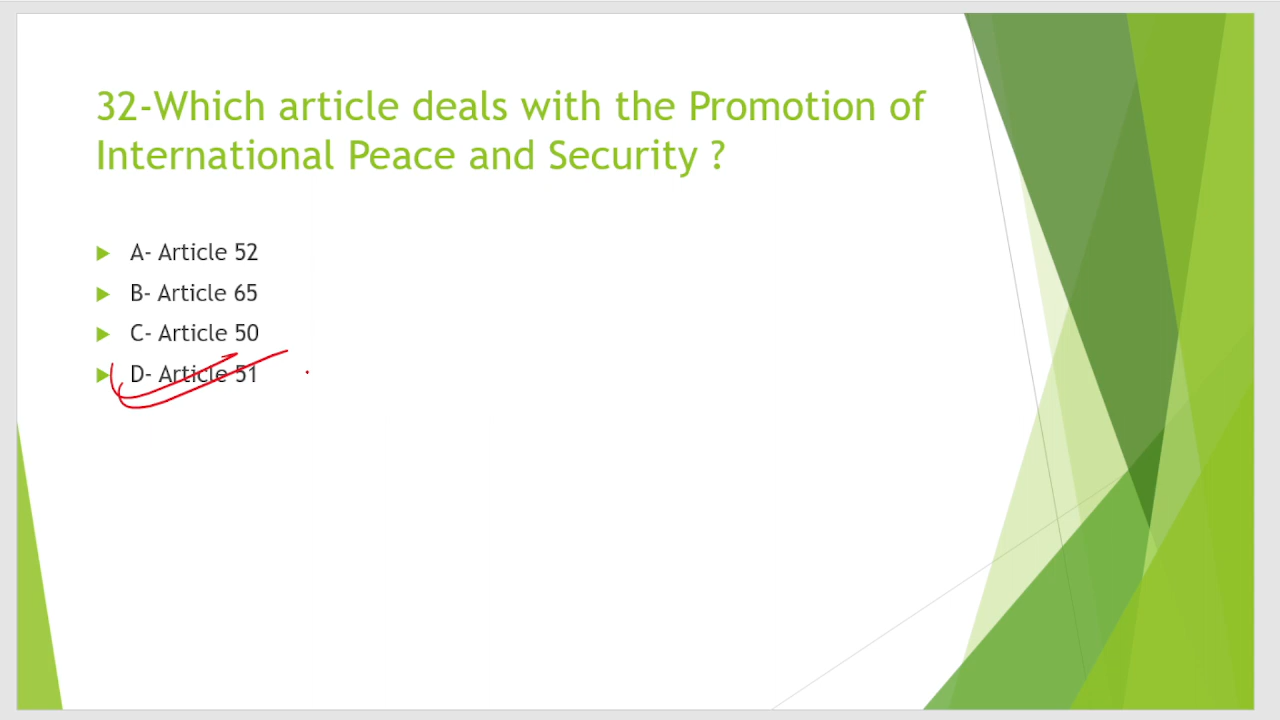 32-Which article deals with the Promotion of
International Peace and Security ?
A- Article 52
B- Article 65
C- Article 50
D- Article 51